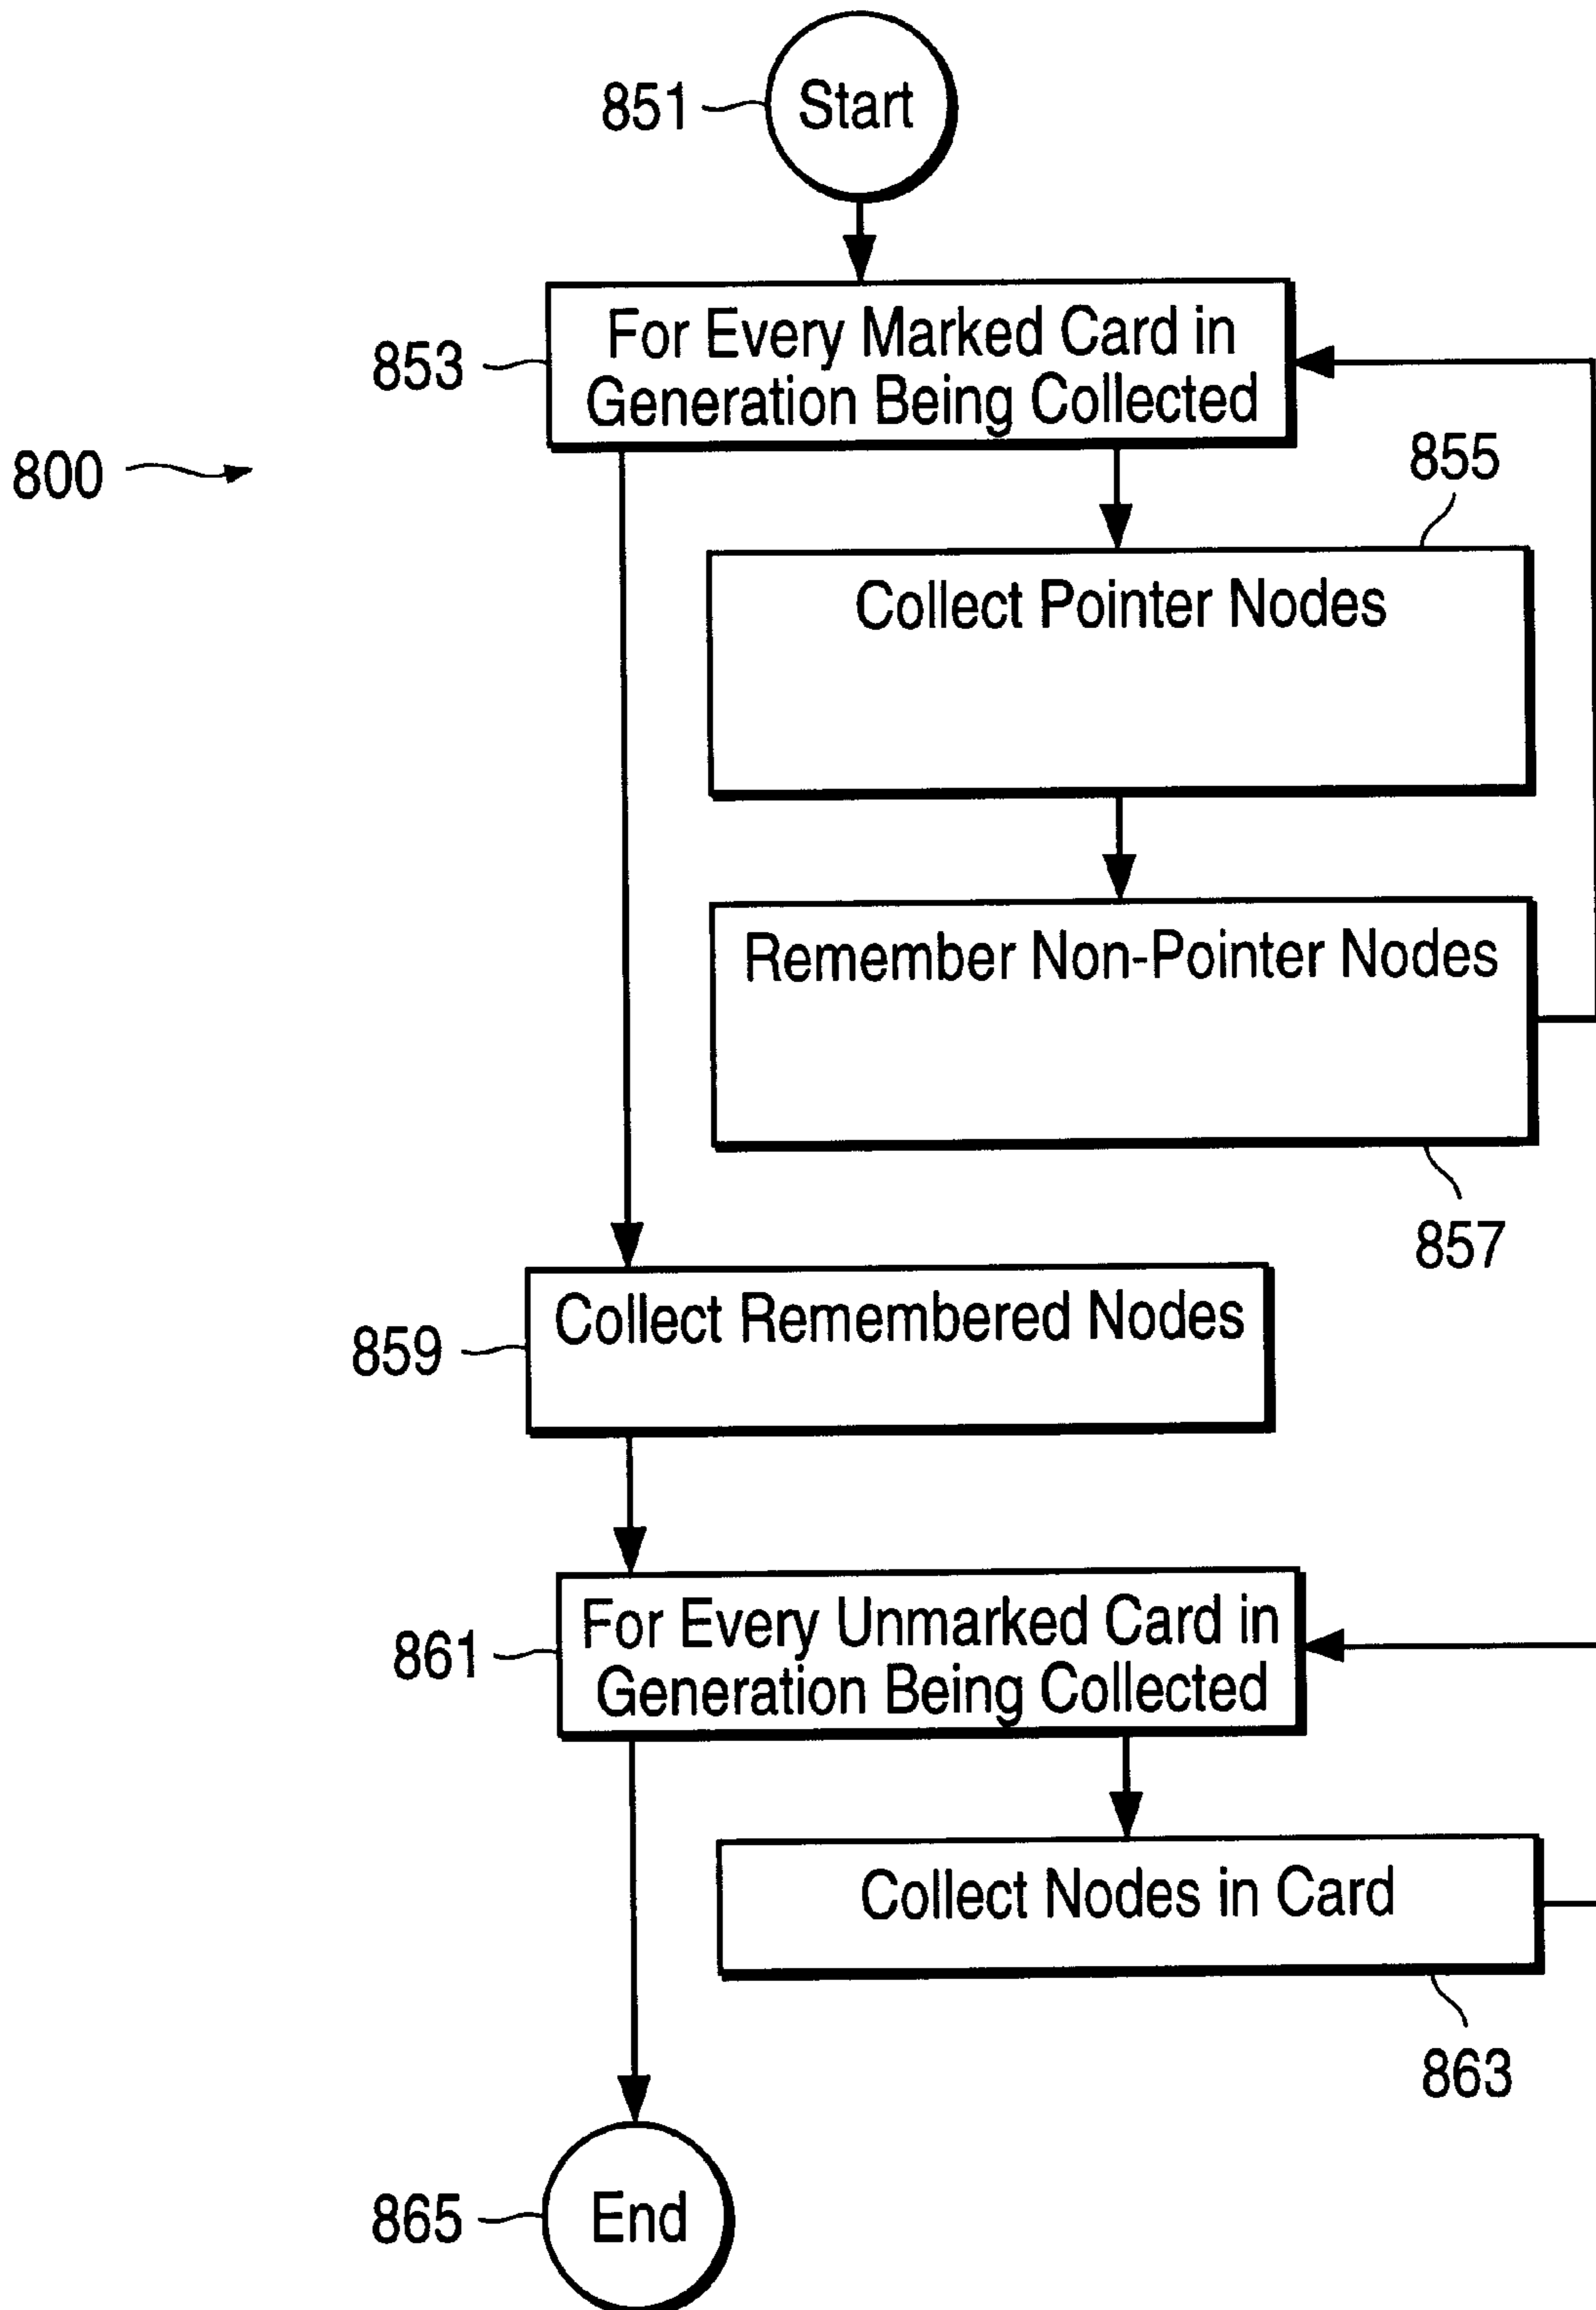 851
Start
853
For Every Marked Card in
Generation Being Collected
800
855
Collect Pointer Nodes
Remember Non-Pointer Nodes
857
859
Collect Remembered Nodes
861
For Every Unmarked Card in
Generation Being Collected
Collect Nodes in Card
863
865
End